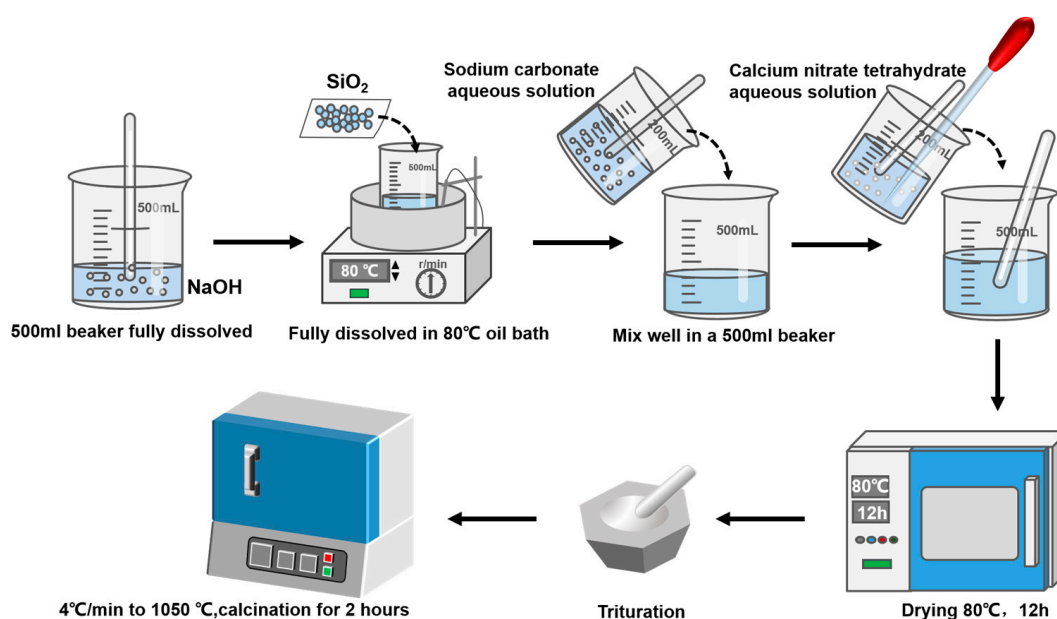 SiO₂
Sodium carbonate
aqueous solution
Calcium nitrate tetrahydrate
aqueous solution
200mL
200mL
500mL
500mL
500mL
500mL
NaOH
80 ℃
r/min
500ml beaker fully dissolved
Fully dissolved in 80℃ oil bath
Mix well in a 500ml beaker
80℃
12h
4℃/min to 1050 ℃,calcination for 2 hours
Trituration
Drying 80℃， 12h